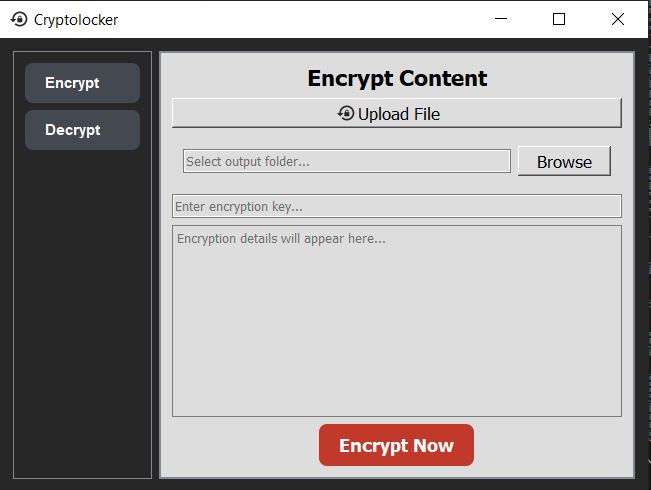 Cryptolocker
Encrypt
Decrypt
Encrypt Content
Upload File
Select output folder...
Browse
Enter encryption key...
Encryption details will appear here...
Encrypt Now